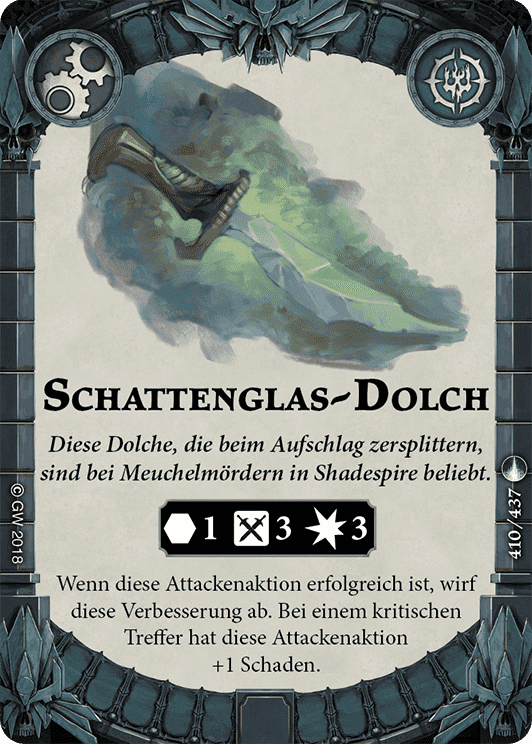 Schattenglas~Dolch
Diese Dolche, die beim Aufschlag zersplittern,
sind bei Meuchelmördern in Shadespire beliebt.
1 3 3
Wenn diese Attackenaktion erfolgreich ist, wirf
diese Verbesserung ab. Bei einem kritischen
Treffer hat diese Attackenaktion
+1 Schaden.
© GW 2018
410/437